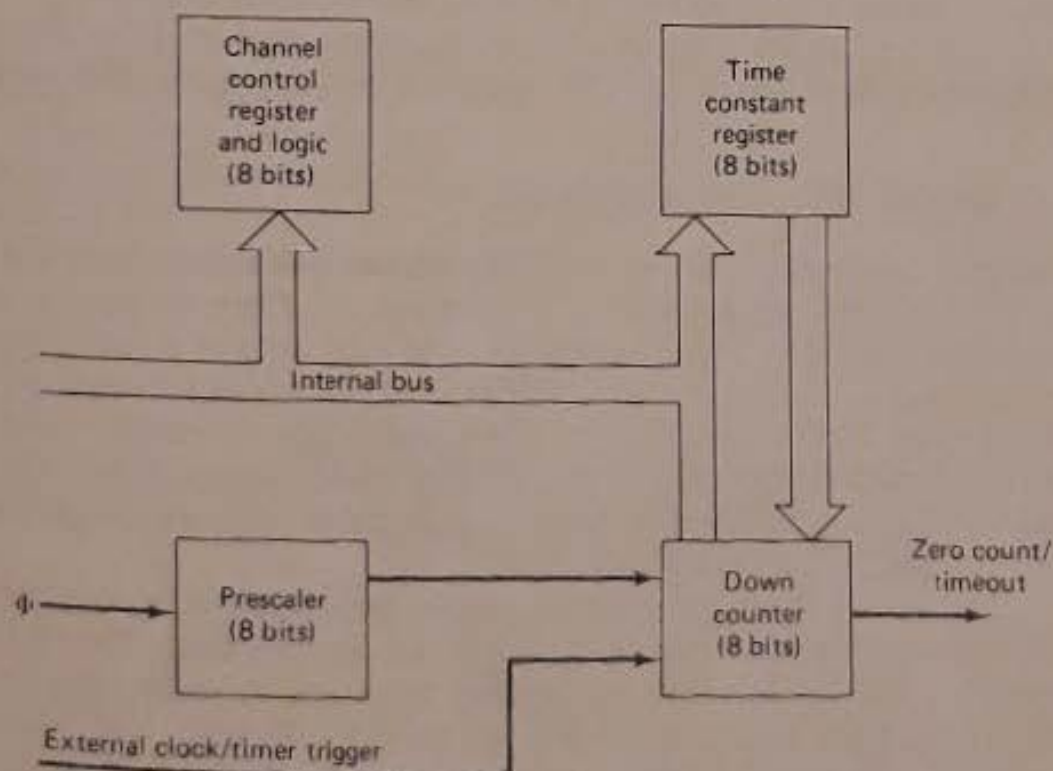 Channel
control
register
and logic
(8 bits)
Time
constant
register
(8 bits)
Internal bus
Φ
Prescaler
(8 bits)
Down
counter
(8 bits)
Zero count/
timeout
External clock/timer trigger